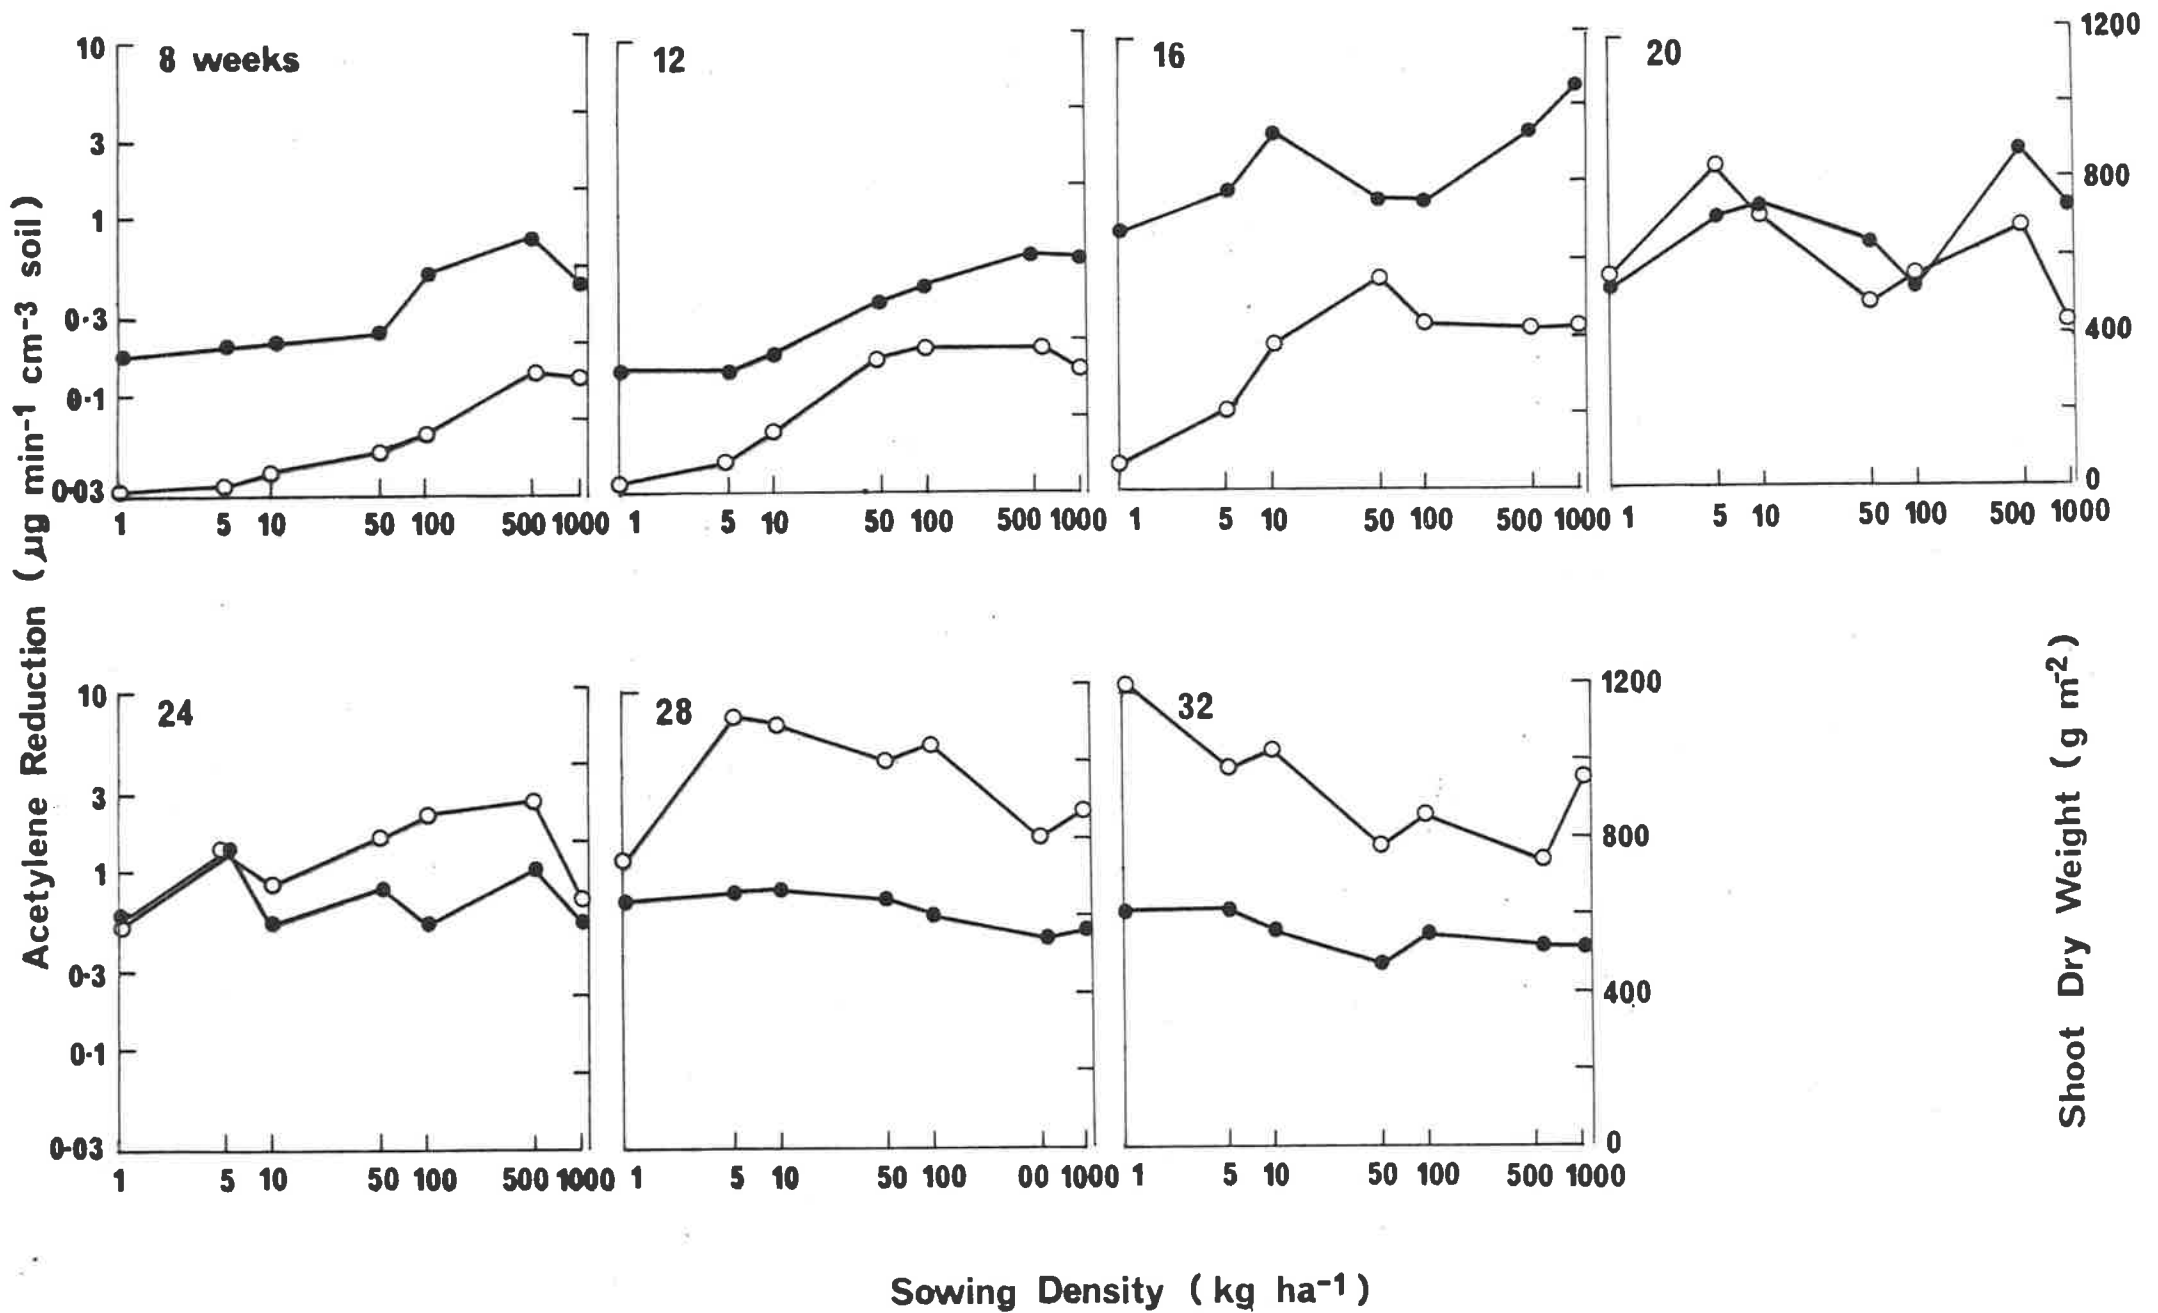 8 weeks
12
16
20
10
3
1
0·3
0·1
0·03
1200
800
400
0
1 5 10 50 100 500 1000
1 5 10 50 100 500 1000
1 5 10 50 100 500 1000
1 5 10 50 100 500 1000
Acetylene Reduction (µg min-1 cm-3 soil)
24
28
32
10
3
1
0·3
0·1
0·03
1200
800
400
0
1 5 10 50 100 500 1000
1 5 10 50 100 00 1000
1 5 10 50 100 500 1000
Shoot Dry Weight (g m-2)
Sowing Density (kg ha-1)